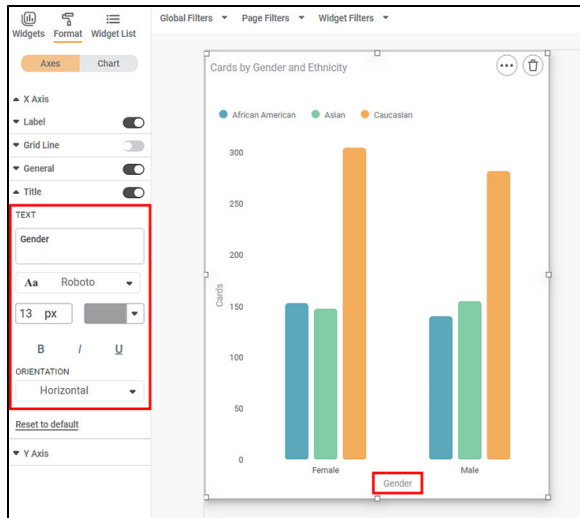 Widgets Format Widget List
Global Filters Page Filters Widget Filters
Axes Chart
X Axis
Label
Grid Line
General
Title
TEXT
Gender
Aa Roboto
13 px
B I U
ORIENTATION
Horizontal
Reset to default
Y Axis
Cards by Gender and Ethnicity
African American Asian Caucasian
300
250
200
150
100
50
0
Cards
Female Male
Gender